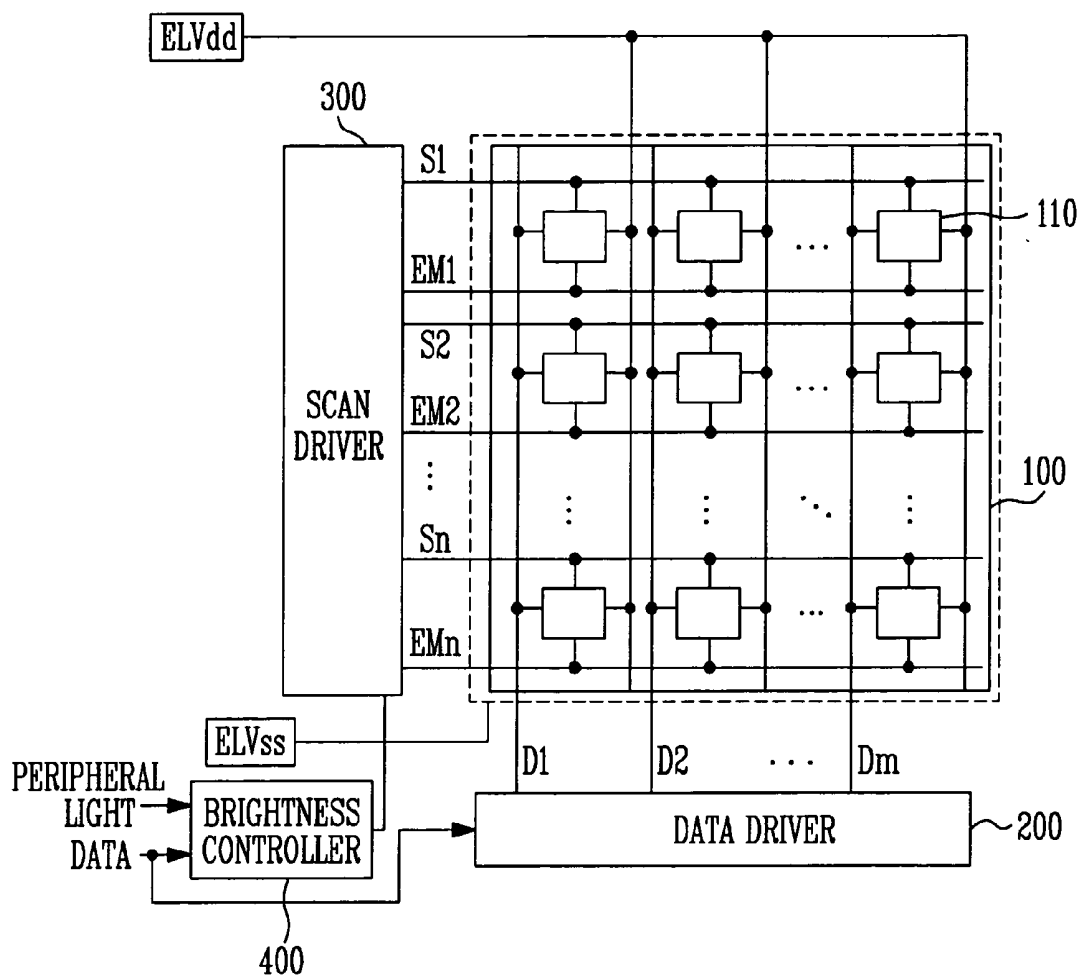 ELVdd
300
S1
110
EM1
S2
EM2
SCAN
DRIVER
100
Sn
EMn
ELVss
D1 D2 ... Dm
PERIPHERAL
LIGHT
DATA
BRIGHTNESS
CONTROLLER
DATA DRIVER
200
400